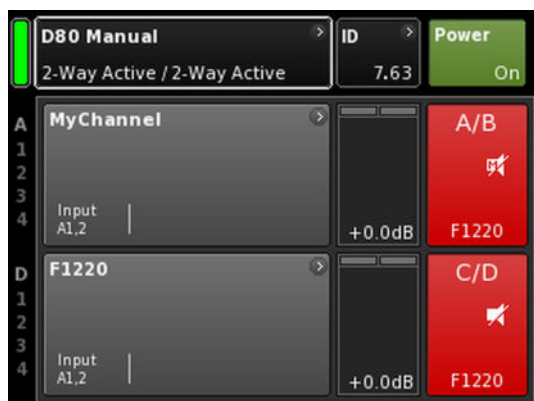 D80 Manual
2-Way Active / 2-Way Active
ID
7.63
Power
On
A
1
2
3
4
MyChannel
Input
A1,2
+0.0dB
A/B
M
F1220
D
1
2
3
4
F1220
Input
A1,2
+0.0dB
C/D
F1220